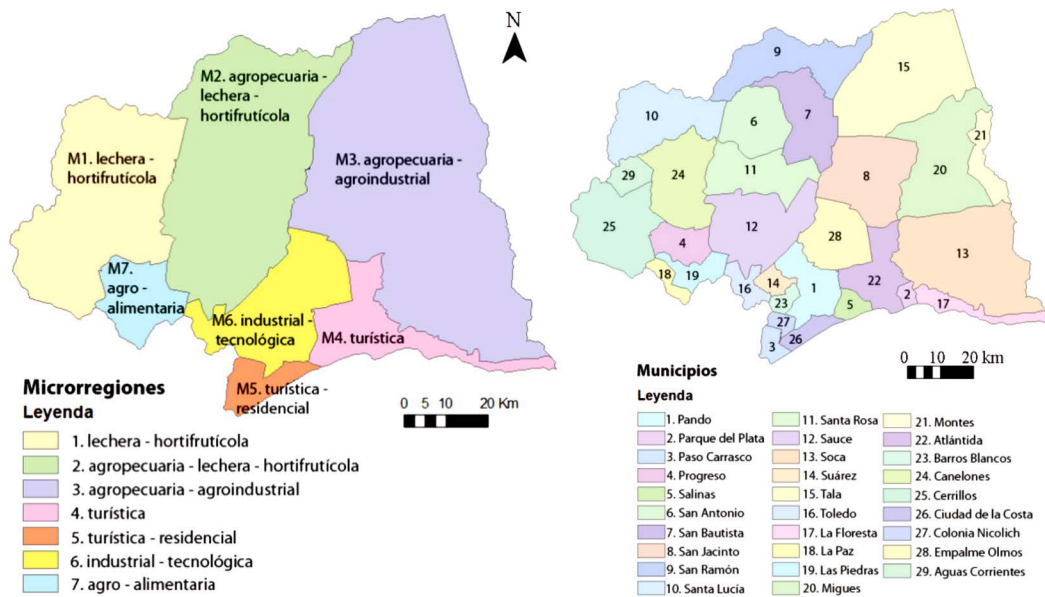 N
M2. agropecuaria -
lechera -
hortifrutícola
M1. lechera -
hortifrutícola
M3. agropecuaria -
agroindustrial
M7.
agro -
alimentaria
M6. industrial -
tecnológica
M4. turística
M5. turística -
residencial
0 5 10 20 Km
Microrregiones
Leyenda
1. lechera - hortifrutícola
2. agropecuaria - lechera - hortifrutícola
3. agropecuaria - agroindustrial
4. turística
5. turística - residencial
6. industrial - tecnológica
7. agro - alimentaria
9
15
10
6
7
21
29
24
11
8
20
25
4
12
28
13
18
19
16
14
1
22
23
5
2
17
27
26
3
0 10 20 km
Municipios
Leyenda
1. Pando
2. Parque del Plata
3. Paso Carrasco
4. Progreso
5. Salinas
6. San Antonio
7. San Bautista
8. San Jacinto
9. San Ramón
10. Santa Lucía
11. Santa Rosa
12. Sauce
13. Soca
14. Suárez
15. Tala
16. Toledo
17. La Floresta
18. La Paz
19. Las Piedras
20. Migues
21. Montes
22. Atlántida
23. Barros Blancos
24. Canelones
25. Cerrillos
26. Ciudad de la Costa
27. Colonia Nicolich
28. Empalme Olmos
29. Aguas Corrientes